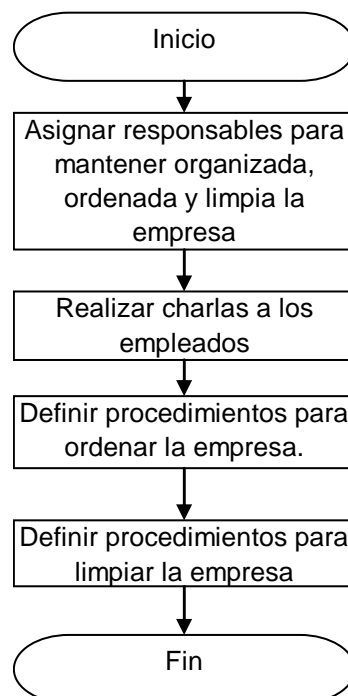 Inicio
Asignar responsables para
mantener organizada,
ordenada y limpia la
empresa
Realizar charlas a los
empleados
Definir procedimientos para
ordenar la empresa.
Definir procedimientos para
limpiar la empresa
Fin